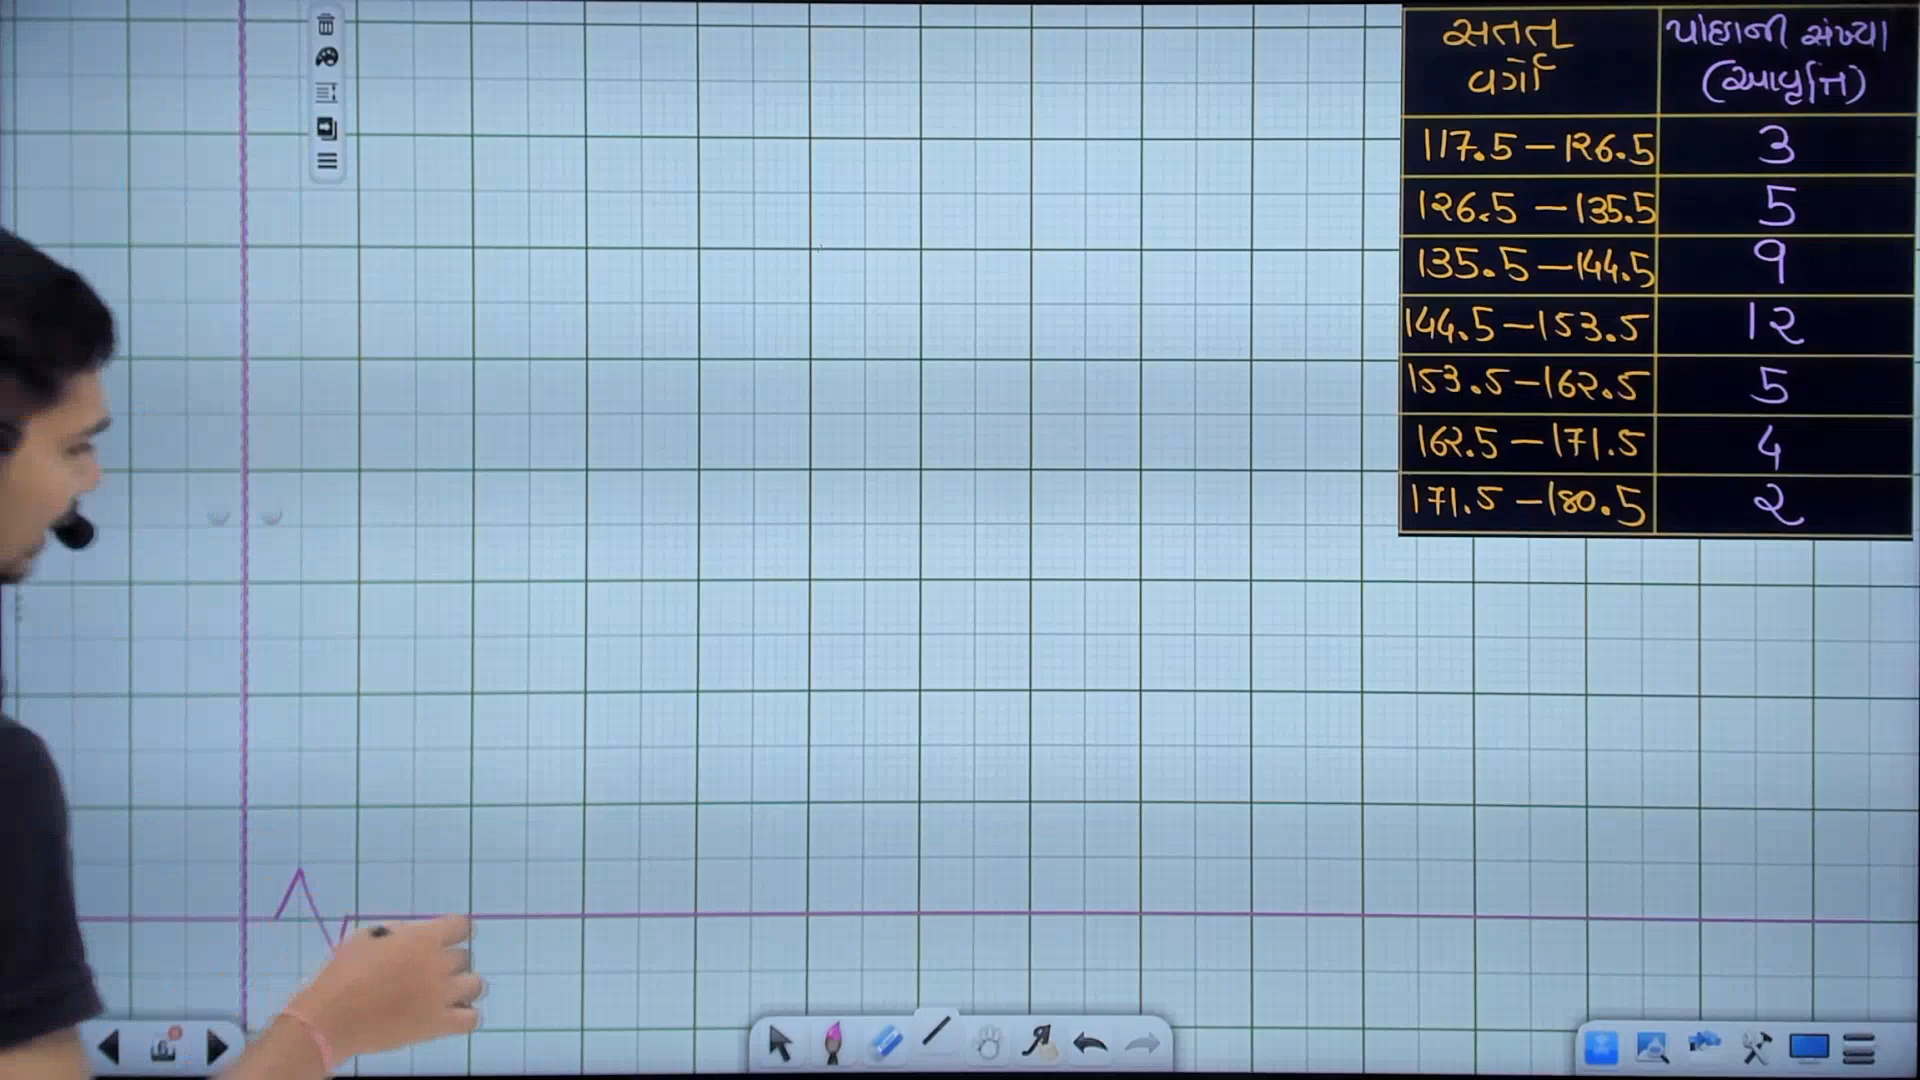 સતત પાંદડાની સંખ્યા
વર્ગો (આવૃત્તિ)
117.5 – 126.5 3
126.5 – 135.5 5
135.5 – 144.5 9
144.5 – 153.5 12
153.5 – 162.5 5
162.5 – 171.5 4
171.5 – 180.5 2